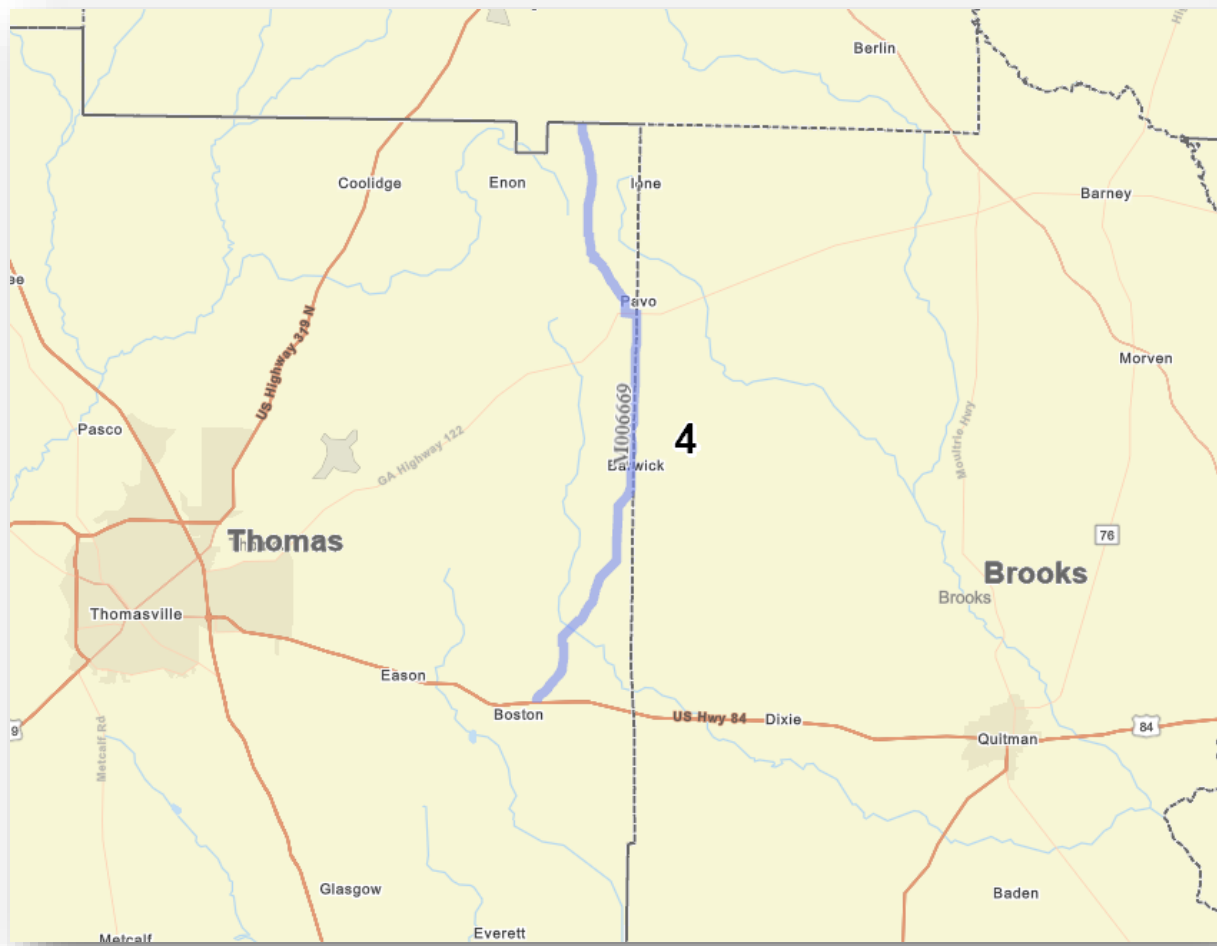 Berlin
Coolidge
Enon
Ione
Barney
ee
Pavo
US Highway 319 N
Morven
Pasco
GA Highway 122
M006669
4
Barwick
Moultrie Hwy
Thomas
76
Brooks
Brooks
Thomasville
Eason
Boston
US Hwy 84
Dixie
84
Quitman
9
Metcalf Rd
Glasgow
Baden
Everett
Metcalf